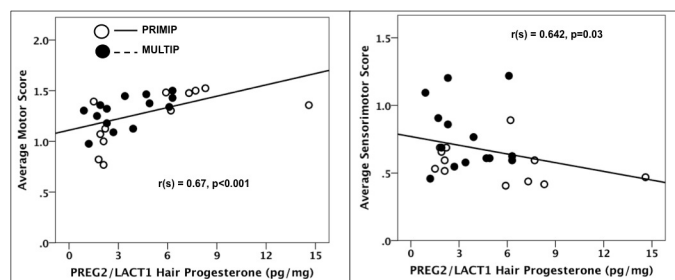 PRIMIP
MULTIP
Average Motor Score
2.0
1.5
1.0
.5
.0
r(s) = 0.67, p<0.001
0 3 6 9 12 15
PREG2/LACT1 Hair Progesterone (pg/mg)
Average Sensorimotor Score
1.5
1.0
.5
.0
r(s) = 0.642, p=0.03
0 3 6 9 12 15
PREG2/LACT1 Hair Progesterone (pg/mg)